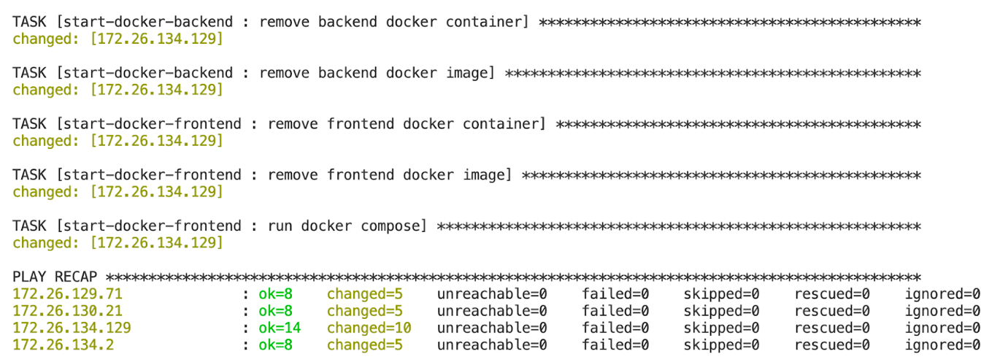 TASK [start-docker-backend : remove backend docker container] *********************************************
changed: [172.26.134.129]
TASK [start-docker-backend : remove backend docker image] *************************************************
changed: [172.26.134.129]
TASK [start-docker-frontend : remove frontend docker container] *******************************************
changed: [172.26.134.129]
TASK [start-docker-frontend : remove frontend docker image] ***********************************************
changed: [172.26.134.129]
TASK [start-docker-frontend : run docker compose] *********************************************************
changed: [172.26.134.129]
PLAY RECAP ************************************************************************************************
172.26.129.71 : ok=8 changed=5 unreachable=0 failed=0 skipped=0 rescued=0 ignored=0
172.26.130.21 : ok=8 changed=5 unreachable=0 failed=0 skipped=0 rescued=0 ignored=0
172.26.134.129 : ok=14 changed=10 unreachable=0 failed=0 skipped=0 rescued=0 ignored=0
172.26.134.2 : ok=8 changed=5 unreachable=0 failed=0 skipped=0 rescued=0 ignored=0